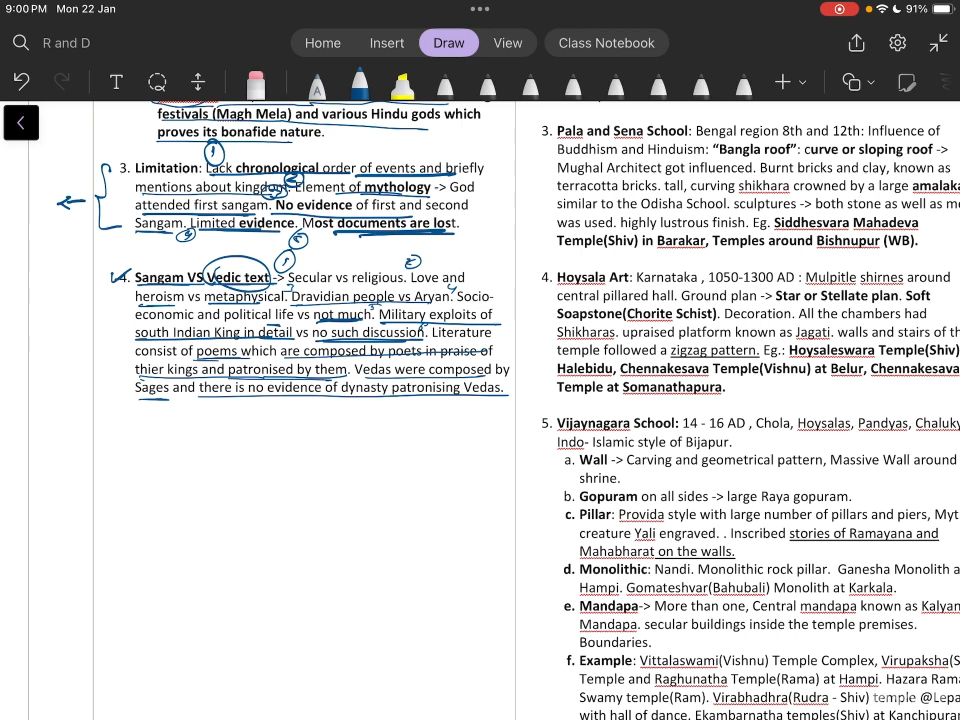 9:00 PM Mon 22 Jan
91%
R and D
Home Insert Draw View Class Notebook
T
A
festivals (Magh Mela) and various Hindu gods which
proves its bonafide nature.
3. Limitation: Lack chronological order of events and briefly
mentions about kingdom. Element of mythology -> God
attended first sangam. No evidence of first and second
Sangam. Limited evidence. Most documents are lost.
4. Sangam VS Vedic text -> Secular vs religious. Love and
heroism vs metaphysical. Dravidian people vs Aryan. Socio-
economic and political life vs not much. Military exploits of
south Indian King in detail vs no such discussion. Literature
consist of poems which are composed by poets in praise of
thier kings and patronised by them. Vedas were composed by
Sages and there is no evidence of dynasty patronising Vedas.
3. Pala and Sena School: Bengal region 8th and 12th: Influence of
Buddhism and Hinduism: “Bangla roof”: curve or sloping roof ->
Mughal Architect got influenced. Burnt bricks and clay, known as
terracotta bricks. tall, curving shikhara crowned by a large amalaka
similar to the Odisha School. sculptures -> both stone as well as me
was used. highly lustrous finish. Eg. Siddhesvara Mahadeva
Temple(Shiv) in Barakar, Temples around Bishnupur (WB).
4. Hoysala Art: Karnataka , 1050-1300 AD : Mulpitle shirnes around
central pillared hall. Ground plan -> Star or Stellate plan. Soft
Soapstone(Chorite Schist). Decoration. All the chambers had
Shikharas. upraised platform known as Jagati. walls and stairs of th
temple followed a zigzag pattern. Eg.: Hoysaleswara Temple(Shiv)
Halebidu, Chennakesava Temple(Vishnu) at Belur, Chennakesava
Temple at Somanathapura.
5. Vijaynagara School: 14 - 16 AD , Chola, Hoysalas, Pandyas, Chaluky
Indo- Islamic style of Bijapur.
a. Wall -> Carving and geometrical pattern, Massive Wall around
shrine.
b. Gopuram on all sides -> large Raya gopuram.
c. Pillar: Provida style with large number of pillars and piers, Myt
creature Yali engraved. . Inscribed stories of Ramayana and
Mahabharat on the walls.
d. Monolithic: Nandi. Monolithic rock pillar. Ganesha Monolith a
Hampi. Gomateshvar(Bahubali) Monolith at Karkala.
e. Mandapa-> More than one, Central mandapa known as Kalyan
Mandapa. secular buildings inside the temple premises.
Boundaries.
f. Example: Vittalaswami(Vishnu) Temple Complex, Virupaksha(S
Temple and Raghunatha Temple(Rama) at Hampi. Hazara Rama
Swamy temple(Ram). Virabhadhra(Rudra - Shiv) temple @Lepa
with hall of dance. Ekambarnatha temples(Shiv) at Kanchipuram